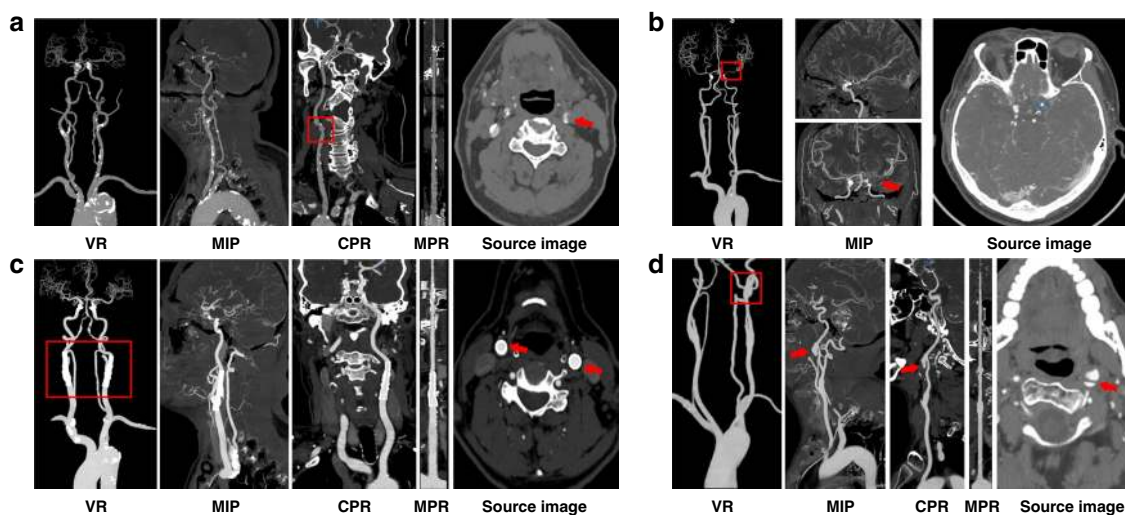 a
b
VR MIP CPR MPR Source image
VR MIP Source image
c
d
VR MIP CPR MPR Source image
VR MIP CPR MPR Source image